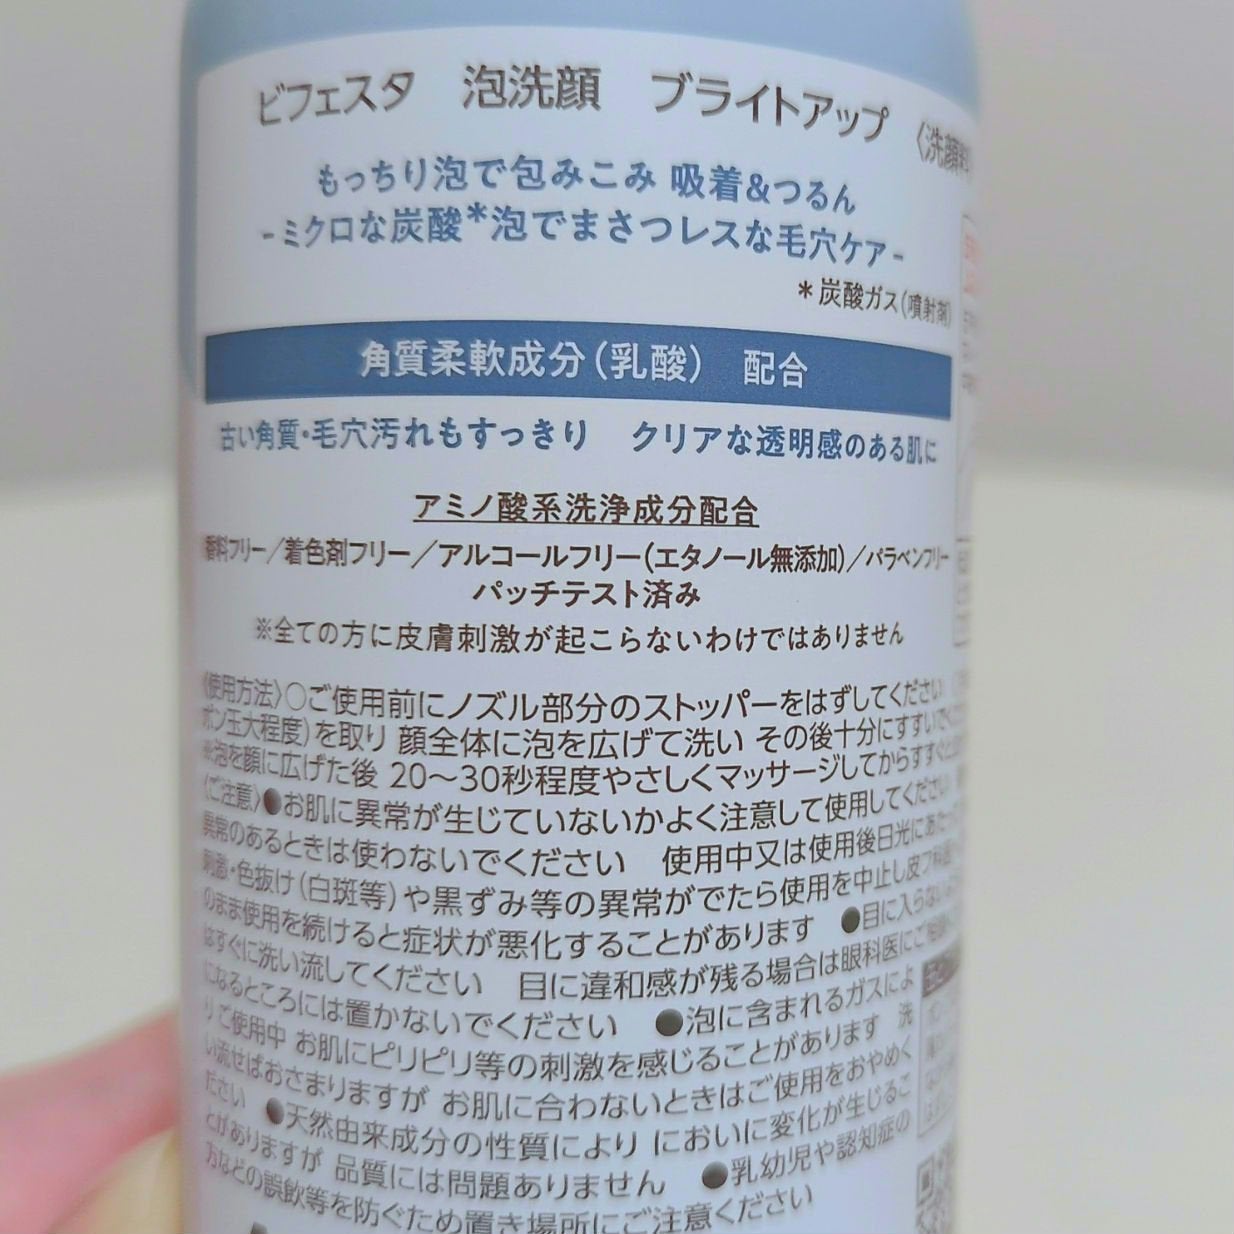 ビフェスタ 泡洗顔 ブライトアップ 〈洗顔料
もっちり泡で包みこみ 吸着&つるん
-ミクロな炭酸*泡でまさつレスな毛穴ケア-
*炭酸ガス(噴射剤)
角質柔軟成分(乳酸) 配合
古い角質・毛穴汚れもすっきり クリアな透明感のある肌に
アミノ酸系洗浄成分配合
香料フリー/着色剤フリー/アルコールフリー(エタノール無添加)/パラベンフリー
パッチテスト済み
※全ての方に皮膚刺激が起こらないわけではありません
〈使用方法〉○ご使用前にノズル部分のストッパーをはずしてください
ポン玉大程度)を取り 顔全体に泡を広げて洗い その後十分にすすいでく
※泡を顔に広げた後 20～30秒程度やさしくマッサージしてからすすぐと
〈ご注意〉●お肌に異常が生じていないかよく注意して使用してください
異常のあるときは使わないでください 使用中又は使用後日光にあた
刺激・色抜け(白斑等)や黒ずみ等の異常がでたら使用を中止し皮フ科
のまま使用を続けると症状が悪化することがあります ●目に入らない
はすぐに洗い流してください 目に違和感が残る場合は眼科医にご
になるところには置かないでください ●泡に含まれるガスによ
りご使用中 お肌にピリピリ等の刺激を感じることがあります 洗
い流せばおさまりますが お肌に合わないときはご使用をおやめく
ださい ●天然由来成分の性質により においに変化が生じるこ
とがありますが 品質には問題ありません ●乳幼児や認知症の
方などの誤飲等を防ぐため置き場所にご注意ください